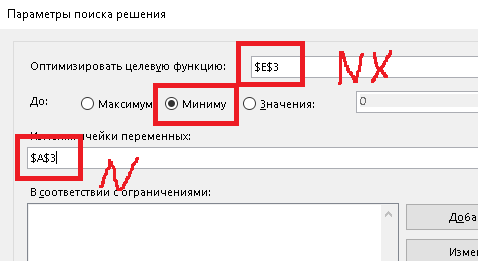 Параметры поиска решения
Оптимизировать целевую функцию: $E$3 NX
До: Максимум Миниму Значения: 0
ячейки переменных:
$A$3 N
В соответствии с ограничениями:
Доба
Измен